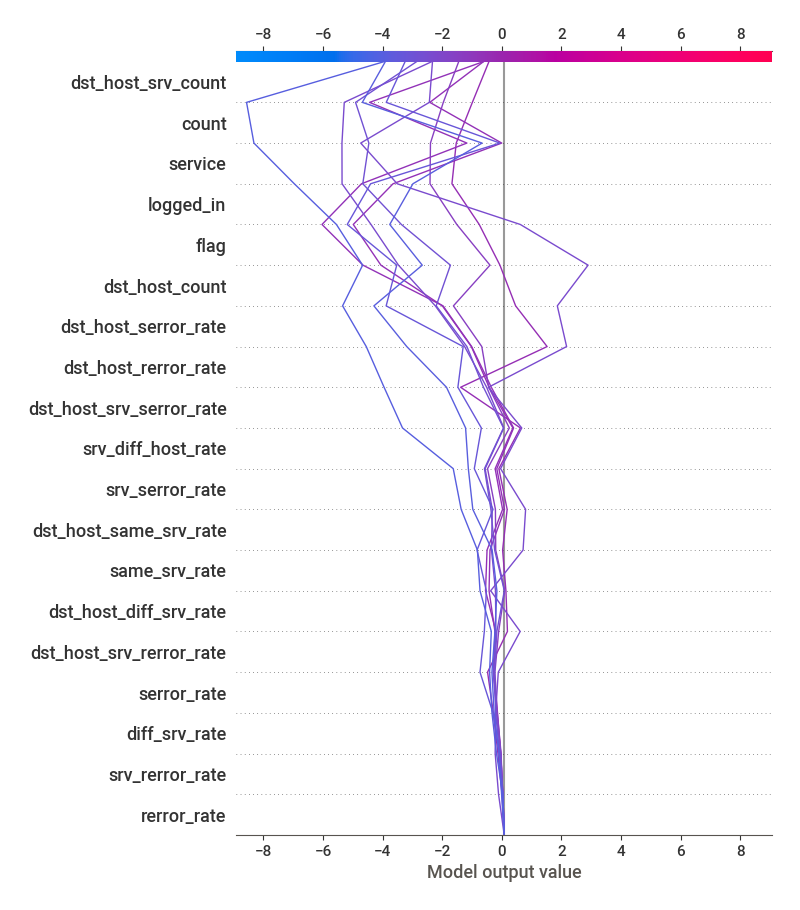 −8 −6 −4 −2 0 2 4 6 8
dst_host_srv_count
count
service
logged_in
flag
dst_host_count
dst_host_serror_rate
dst_host_rerror_rate
dst_host_srv_serror_rate
srv_diff_host_rate
srv_serror_rate
dst_host_same_srv_rate
same_srv_rate
dst_host_diff_srv_rate
dst_host_srv_rerror_rate
serror_rate
diff_srv_rate
srv_rerror_rate
rerror_rate
−8 −6 −4 −2 0 2 4 6 8
Model output value